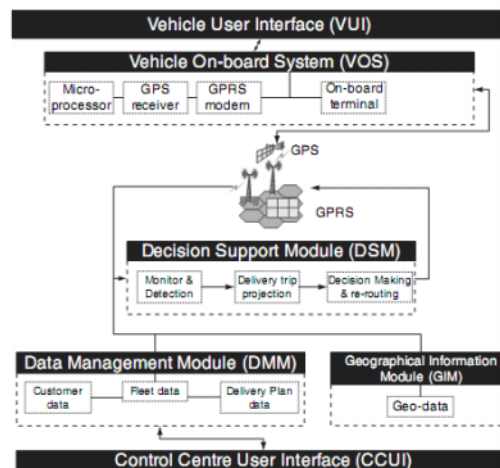 Vehicle User Interface (VUI)
Vehicle On-board System (VOS)
Micro-
processor
GPS
receiver
GPRS
modem
On-board
terminal
GPS
GPRS
Decision Support Module (DSM)
Monitor &
Detection
Delivery trip
projection
Decision Making
& re-routing
Data Management Module (DMM)
Customer
data
Fleet data
Delivery Plan
data
Geographical Information
Module (GIM)
Geo-data
Control Centre User Interface (CCUI)